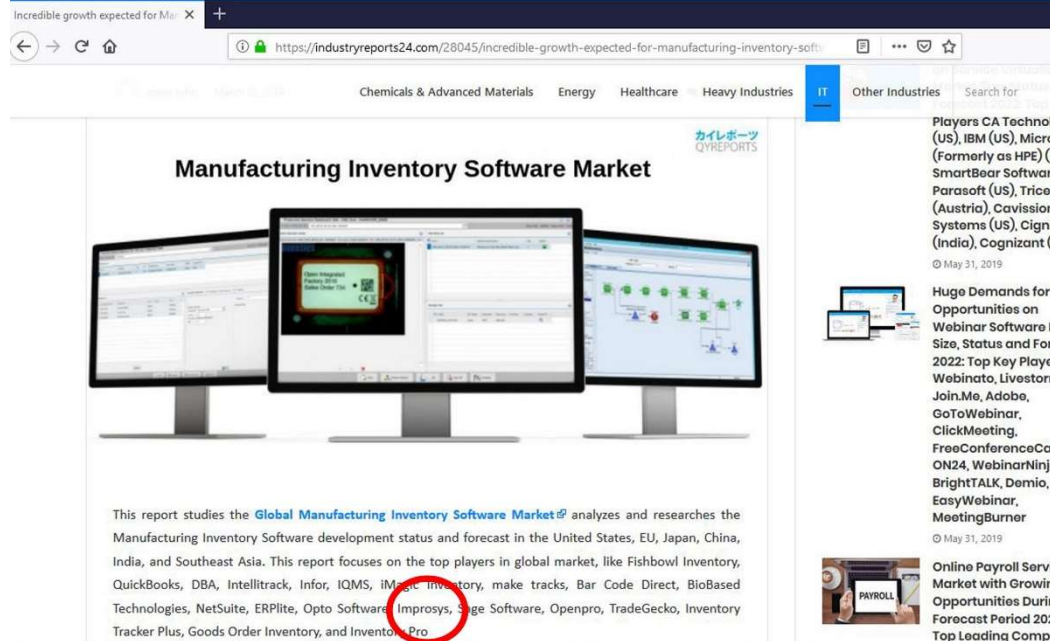 Incredible growth expected for Mar
https://industryreports24.com/28045/incredible-growth-expected-for-manufacturing-inventory-soft
Chemicals & Advanced Materials Energy Healthcare Heavy Industries IT Other Industries Search for
カイレポーツ
QYREPORTS
Manufacturing Inventory Software Market
Open Integrated
Factory 2016
Sales Order 734
This report studies the Global Manufacturing Inventory Software Market analyzes and researches the
Manufacturing Inventory Software development status and forecast in the United States, EU, Japan, China,
India, and Southeast Asia. This report focuses on the top players in global market, like Fishbowl Inventory,
QuickBooks, DBA, Intellitrack, Infor, IQMS, iMagic Inventory, make tracks, Bar Code Direct, BioBased
Technologies, NetSuite, ERPlite, Opto Software, Improsys, Sage Software, Openpro, TradeGecko, Inventory
Tracker Plus, Goods Order Inventory, and Inventory Pro
Players CA Technol
(US), IBM (US), Micro
(Formerly as HPE) (
SmartBear Softwar
Parasoft (US), Trice
(Austria), Cavission
Systems (US), Cign
(India), Cognizant (
May 31, 2019
Huge Demands for
Opportunities on
Webinar Software
Size, Status and For
2022: Top Key Playe
Webinato, Livestor
Join.Me, Adobe,
GoToWebinar,
ClickMeeting,
FreeConferenceCa
ON24, WebinarNinj
BrightTALK, Demio,
EasyWebinar,
MeetingBurner
May 31, 2019
PAYROLL
Online Payroll Serv
Market with Growin
Opportunities Duri
Forecast Period 20
Top Leading Comp